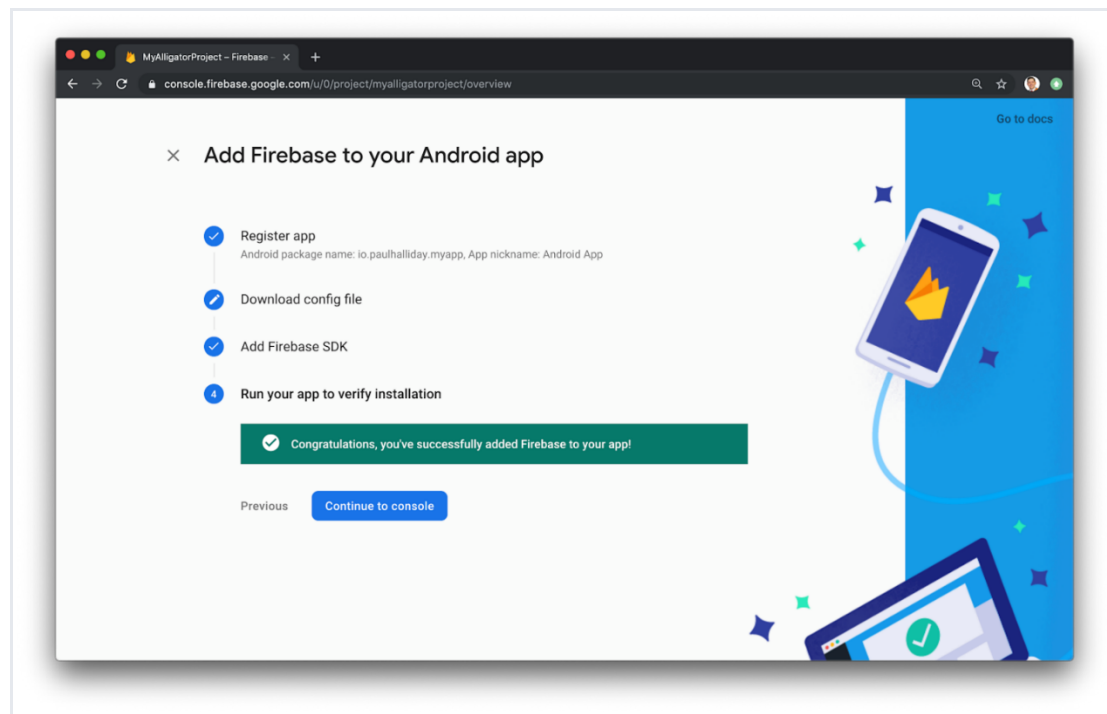 MyAlligatorProject – Firebase –
console.firebase.google.com/u/0/project/myalligatorproject/overview
Go to docs
Add Firebase to your Android app
Register app
Android package name: io.paulhalliday.myapp, App nickname: Android App
Download config file
Add Firebase SDK
4 Run your app to verify installation
Congratulations, you've successfully added Firebase to your app!
Previous Continue to console